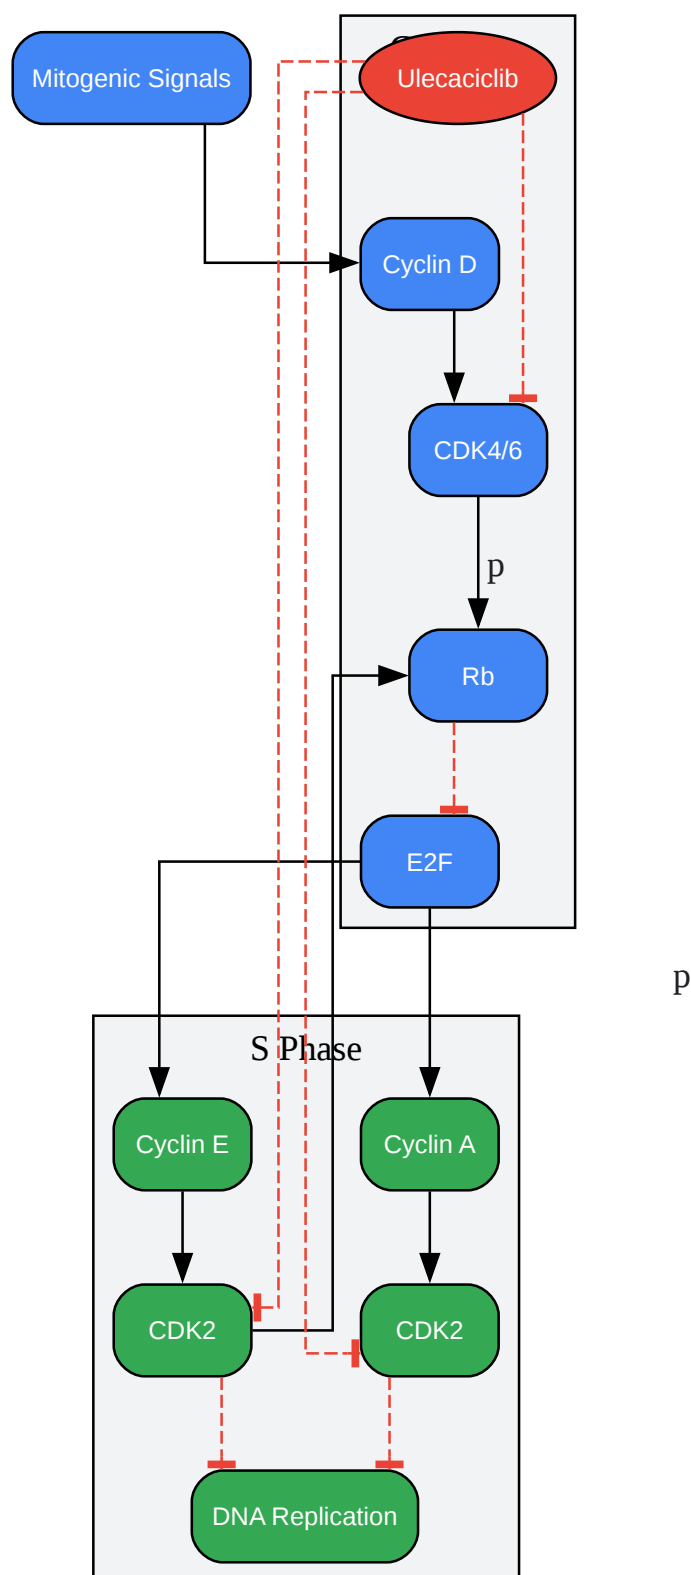 Mitogenic Signals
Ulecaciclib
Cyclin D
CDK4/6
p
Rb
E2F
p
S Phase
Cyclin E
Cyclin A
CDK2
CDK2
DNA Replication